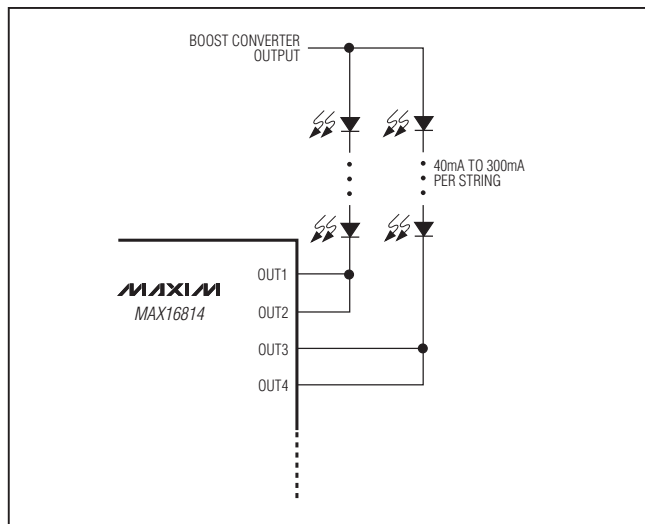 BOOST CONVERTER
OUTPUT
40mA TO 300mA
PER STRING
MAXIM
MAX16814
OUT1
OUT2
OUT3
OUT4